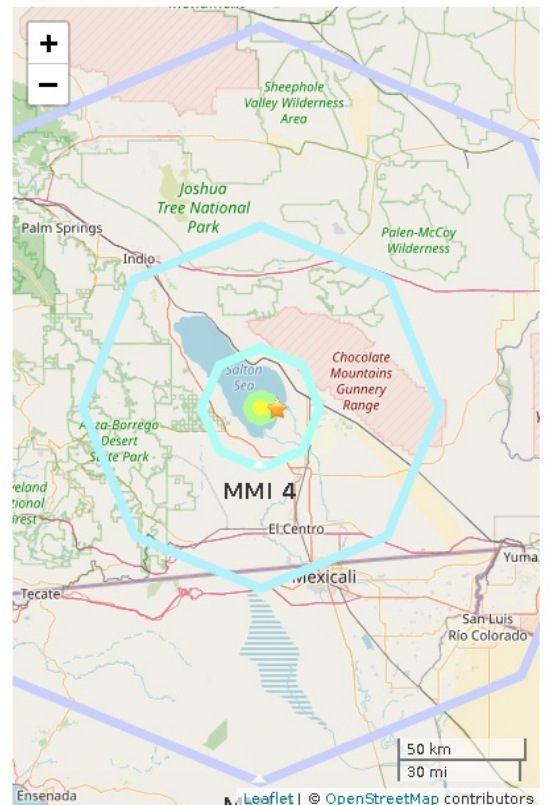 +
−
Sheephole
Valley Wilderness
Area
Joshua
Tree National
Park
Palm Springs
Palen-McCoy
Wilderness
Indio
Salton
Sea
Chocolate
Mountains
Gunnery
Range
Desert
State Park
MMI 4
El Centro
Yuma
Mexicali
Tecate
San Luis
Río Colorado
50 km
30 mi
Ensenada
Leaflet | © OpenStreetMap contributors